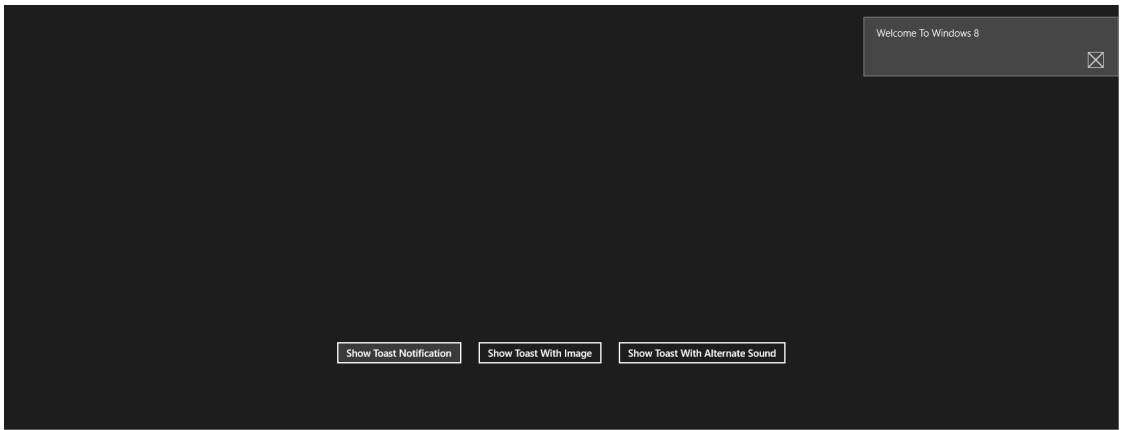 Welcome To Windows 8
Show Toast Notification
Show Toast With Image
Show Toast With Alternate Sound